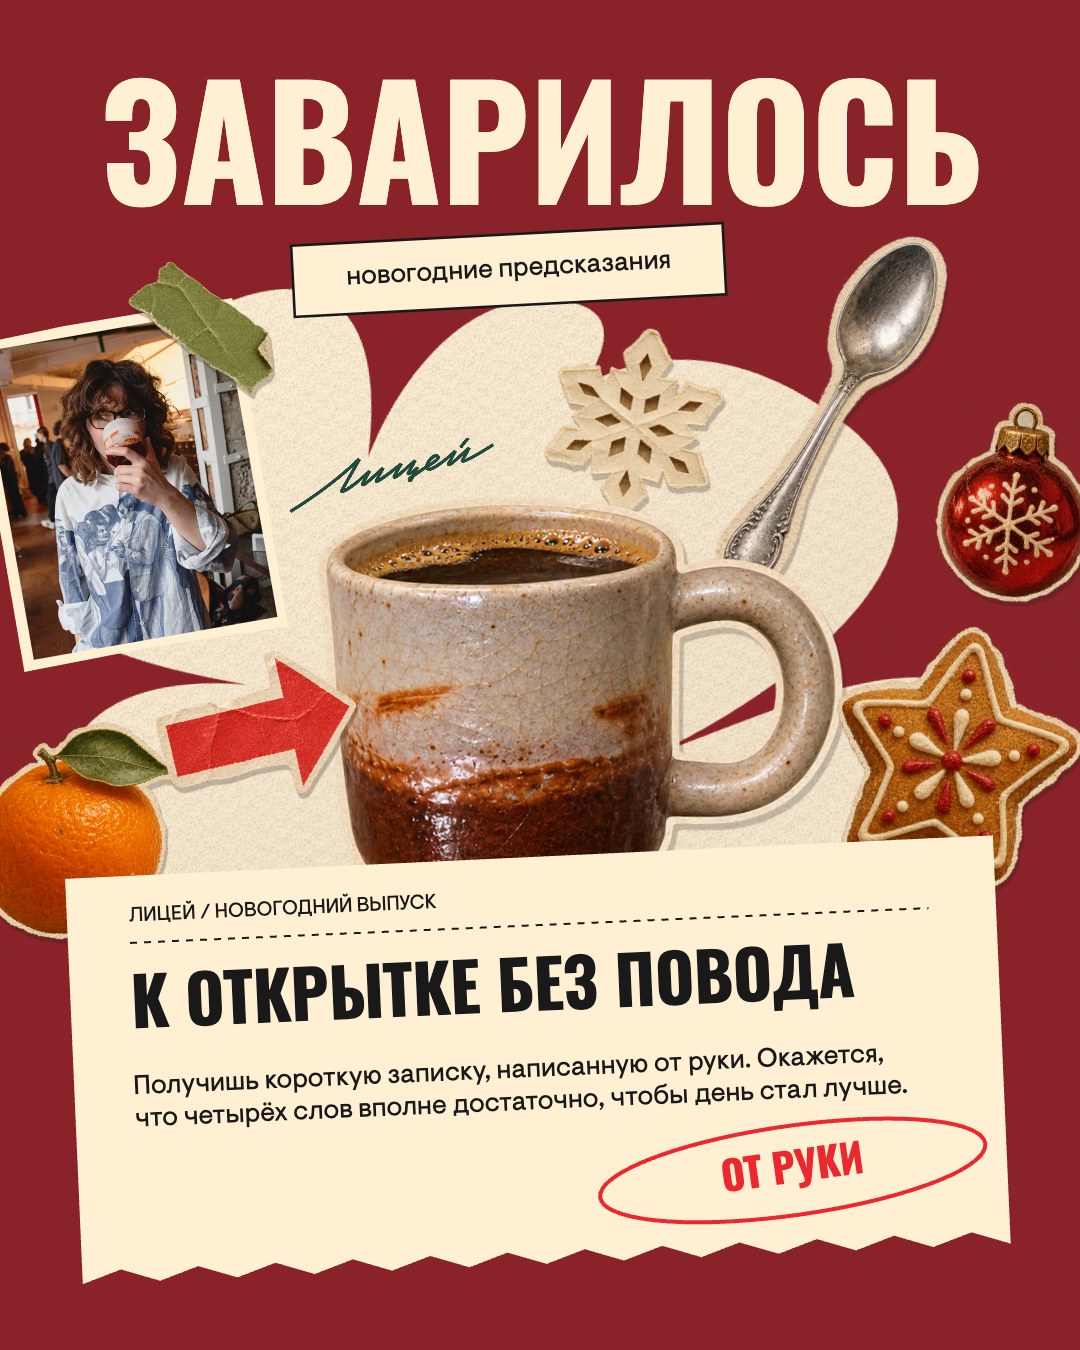 ЗАВАРИЛОСЬ
новогодние предсказания
Лицей
ЛИЦЕЙ / НОВОГОДНИЙ ВЫПУСК
К ОТКРЫТКЕ БЕЗ ПОВОДА
Получишь короткую записку, написанную от руки. Окажется,
что четырёх слов вполне достаточно, чтобы день стал лучше.
ОТ РУКИ